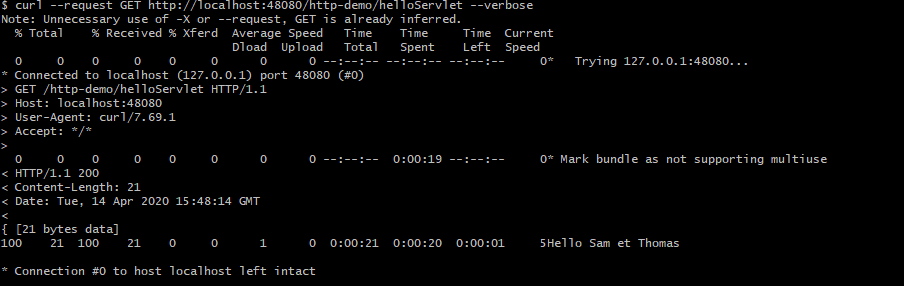 $ curl --request GET http://localhost:48080/http-demo/helloServlet --verbose
Note: Unnecessary use of -X or --request, GET is already inferred.
  % Total    % Received % Xferd  Average Speed   Time    Time     Time  Current
                                 Dload  Upload   Total   Spent    Left  Speed
  0     0    0     0    0     0      0      0 --:--:-- --:--:-- --:--:--     0*   Trying 127.0.0.1:48080...
* Connected to localhost (127.0.0.1) port 48080 (#0)
> GET /http-demo/helloServlet HTTP/1.1
> Host: localhost:48080
> User-Agent: curl/7.69.1
> Accept: */*
>
  0     0    0     0    0     0      0      0 --:--:--  0:00:19 --:--:--     0* Mark bundle as not supporting multiuse
< HTTP/1.1 200
< Content-Length: 21
< Date: Tue, 14 Apr 2020 15:48:14 GMT
<
{ [21 bytes data]
100    21  100    21    0     0      1      0  0:00:21  0:00:20  0:00:01     5Hello Sam et Thomas
* Connection #0 to host localhost left intact